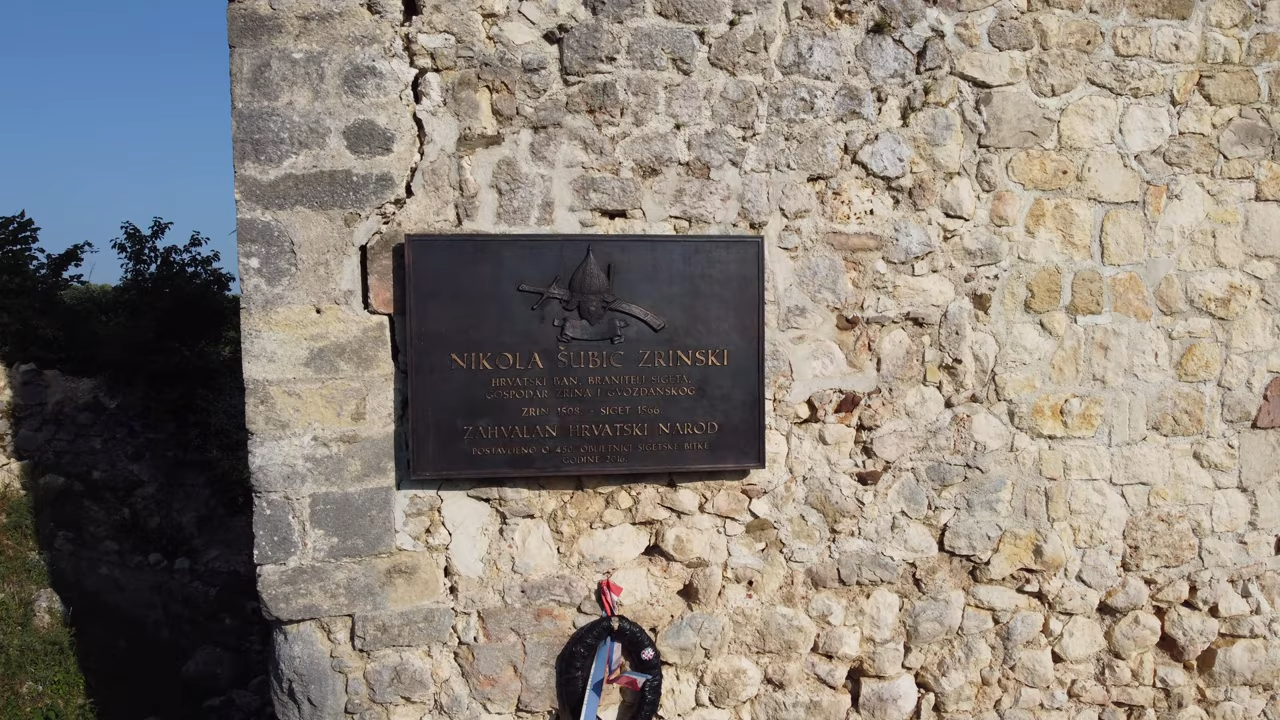 NIKOLA ŠUBIĆ ZRINSKI
HRVATSKI BAN, BRANITELJ SIGETA,
GOSPODAR ZRINA I GVOZDANSKOG
ZRIN 1508. - SIGET 1566.
ZAHVALAN HRVATSKI NAROD
POSTAVLJENO O 450. OBLJETNICI SIGETSKE BITKE
GODINE 2016.